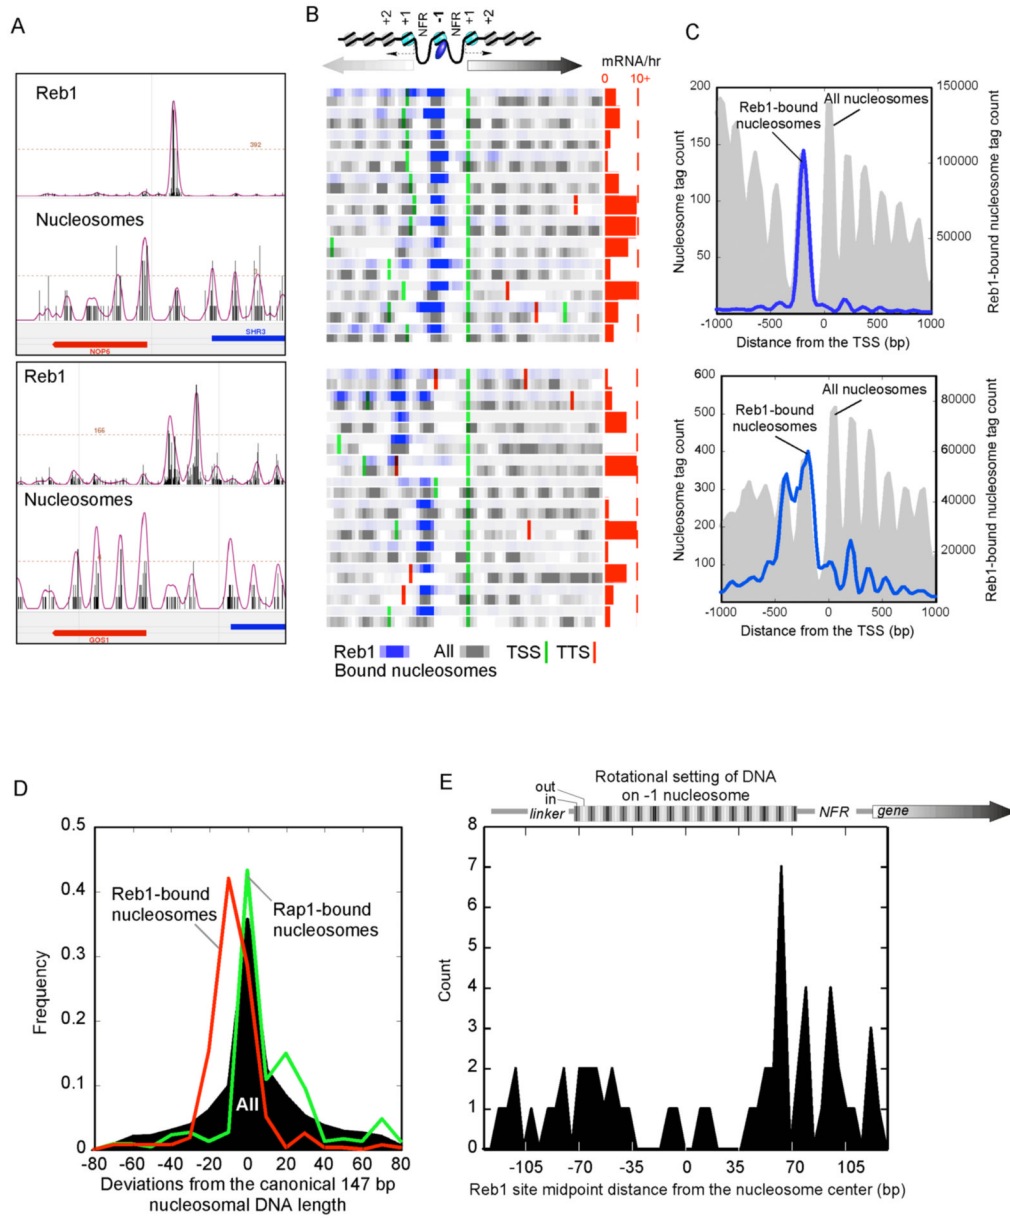 A
Reb1
392
Nucleosomes
5
SHR3
NOP6
Reb1
166
Nucleosomes
GOS1
B
+2
+1
NFR
-1
NFR
+1
+2
mRNA/hr
0 10+
Reb1 All TSS TTS
Bound nucleosomes
C
200
150
100
50
Nucleosome tag count
Reb1-bound
nucleosomes
All nucleosomes
150000
100000
50000
Reb1-bound nucleosome tag count
-1000 -500 0 500 1000
Distance from the TSS (bp)
600
500
400
300
200
100
Nucleosome tag count
Reb1-bound
nucleosomes
All nucleosomes
80000
60000
40000
20000
Reb1-bound nucleosome tag count
-1000 -500 0 500 1000
Distance from the TSS (bp)
D
0.5
0.4
0.3
0.2
0.1
0
Frequency
Reb1-bound
nucleosomes
Rap1-bound
nucleosomes
All
-80 -60 -40 -20 0 20 40 60 80
Deviations from the canonical 147 bp
nucleosomal DNA length
E
Rotational setting of DNA
on -1 nucleosome
out
in
linker
NFR
gene
8
7
6
5
4
3
2
1
0
Count
-105 -70 -35 0 35 70 105
Reb1 site midpoint distance from the nucleosome center (bp)